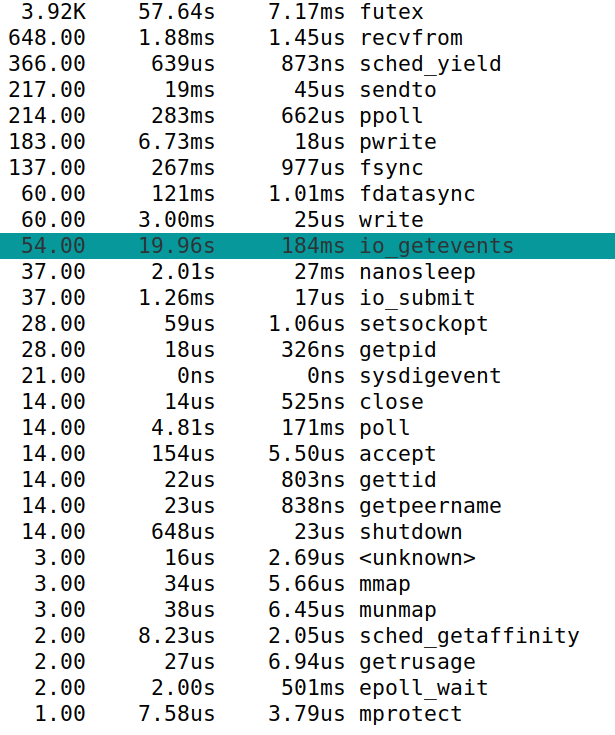 3.92K 57.64s 7.17ms futex
648.00 1.88ms 1.45us recvfrom
366.00 639us 873ns sched_yield
217.00 19ms 45us sendto
214.00 283ms 662us ppoll
183.00 6.73ms 18us pwrite
137.00 267ms 977us fsync
60.00 121ms 1.01ms fdatasync
60.00 3.00ms 25us write
54.00 19.96s 184ms io_getevents
37.00 2.01s 27ms nanosleep
37.00 1.26ms 17us io_submit
28.00 59us 1.06us setsockopt
28.00 18us 326ns getpid
21.00 0ns 0ns sysdigevent
14.00 14us 525ns close
14.00 4.81s 171ms poll
14.00 154us 5.50us accept
14.00 22us 803ns gettid
14.00 23us 838ns getpeername
14.00 648us 23us shutdown
3.00 16us 2.69us <unknown>
3.00 34us 5.66us mmap
3.00 38us 6.45us munmap
2.00 8.23us 2.05us sched_getaffinity
2.00 27us 6.94us getrusage
2.00 2.00s 501ms epoll_wait
1.00 7.58us 3.79us mprotect